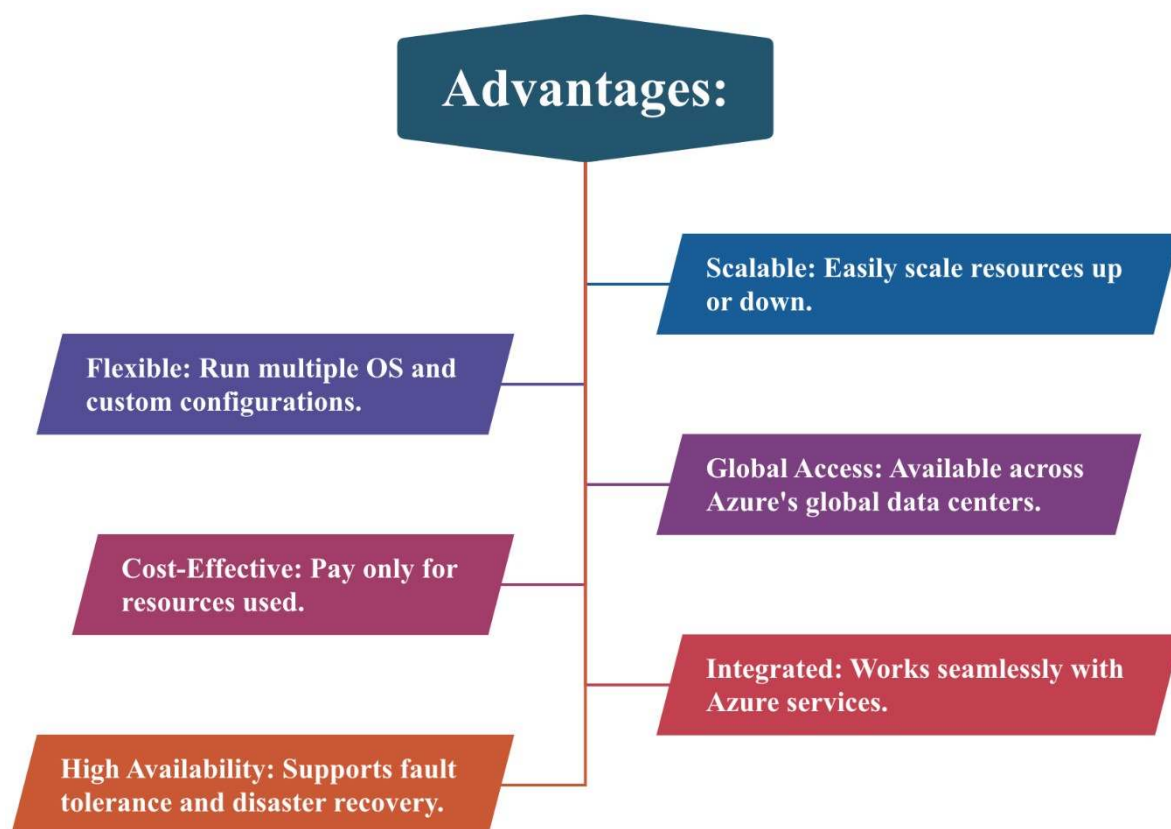 Advantages:
Scalable: Easily scale resources up
or down.
Flexible: Run multiple OS and
custom configurations.
Global Access: Available across
Azure's global data centers.
Cost-Effective: Pay only for
resources used.
Integrated: Works seamlessly with
Azure services.
High Availability: Supports fault
tolerance and disaster recovery.